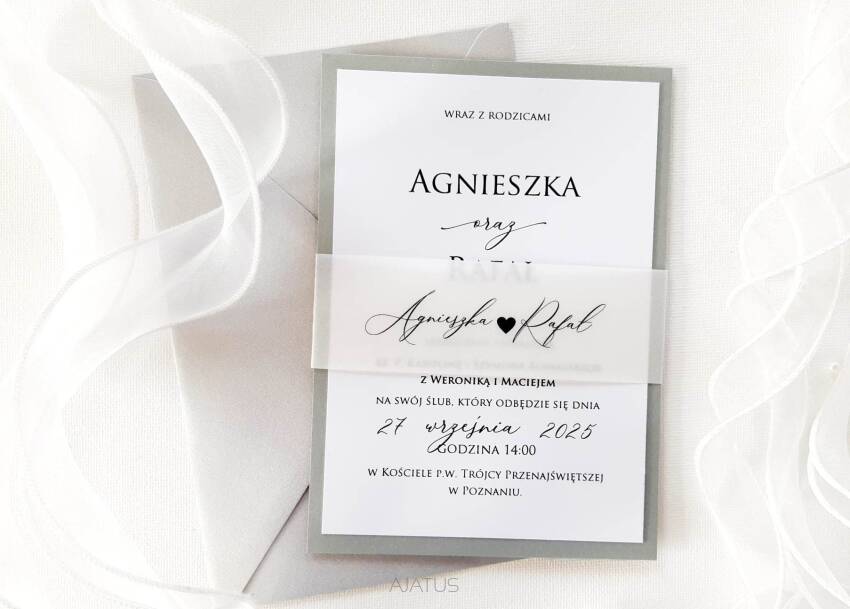 WRAZ Z RODZICAMI
AGNIESZKA
oraz
RAFAŁ
Agnieszka ♥ Rafał
Z WERONIKĄ I MACIEJEM
NA SWÓJ ŚLUB, KTÓRY ODBĘDZIE SIĘ DNIA
27 września 2025
GODZINA 14:00
W KOŚCIELE P.W. TRÓJCY PRZENAJŚWIĘTSZEJ
W POZNANIU.
AJATUS